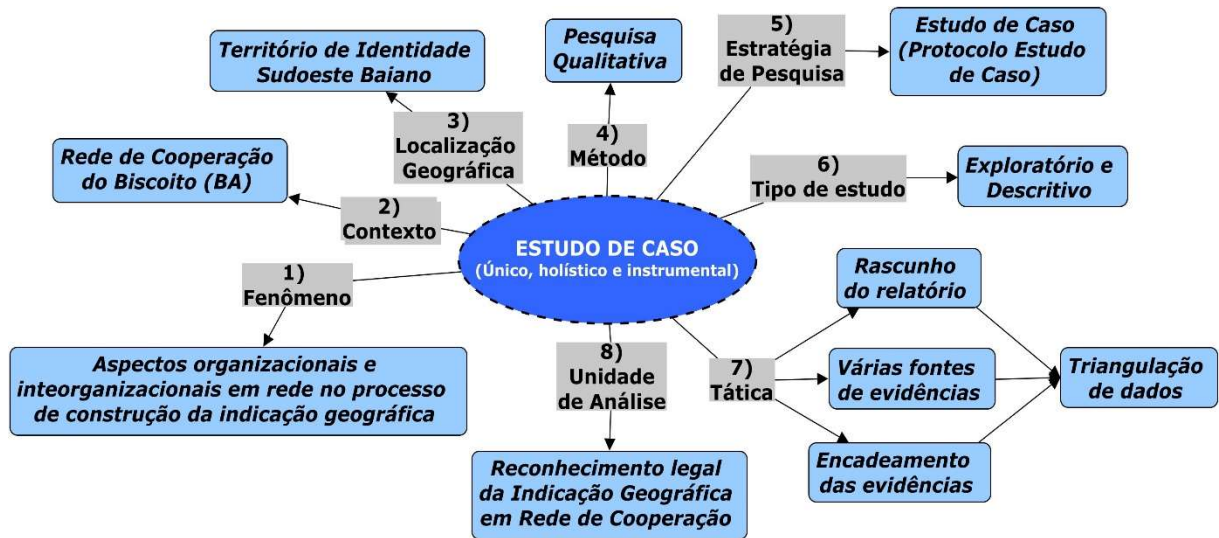 ESTUDO DE CASO
(Único, holístico e instrumental)
1)
Fenômeno
Aspectos organizacionais e
inteorganizacionais em rede no processo
de construção da indicação geográfica
2)
Contexto
Rede de Cooperação
do Biscoito (BA)
3)
Localização
Geográfica
Território de Identidade
Sudoeste Baiano
4)
Método
Pesquisa
Qualitativa
5)
Estratégia
de Pesquisa
Estudo de Caso
(Protocolo Estudo
de Caso)
6)
Tipo de estudo
Exploratório e
Descritivo
7)
Tática
Rascunho
do relatório
Várias fontes
de evidências
Encadeamento
das evidências
Triangulação
de dados
8)
Unidade
de Análise
Reconhecimento legal
da Indicação Geográfica
em Rede de Cooperação